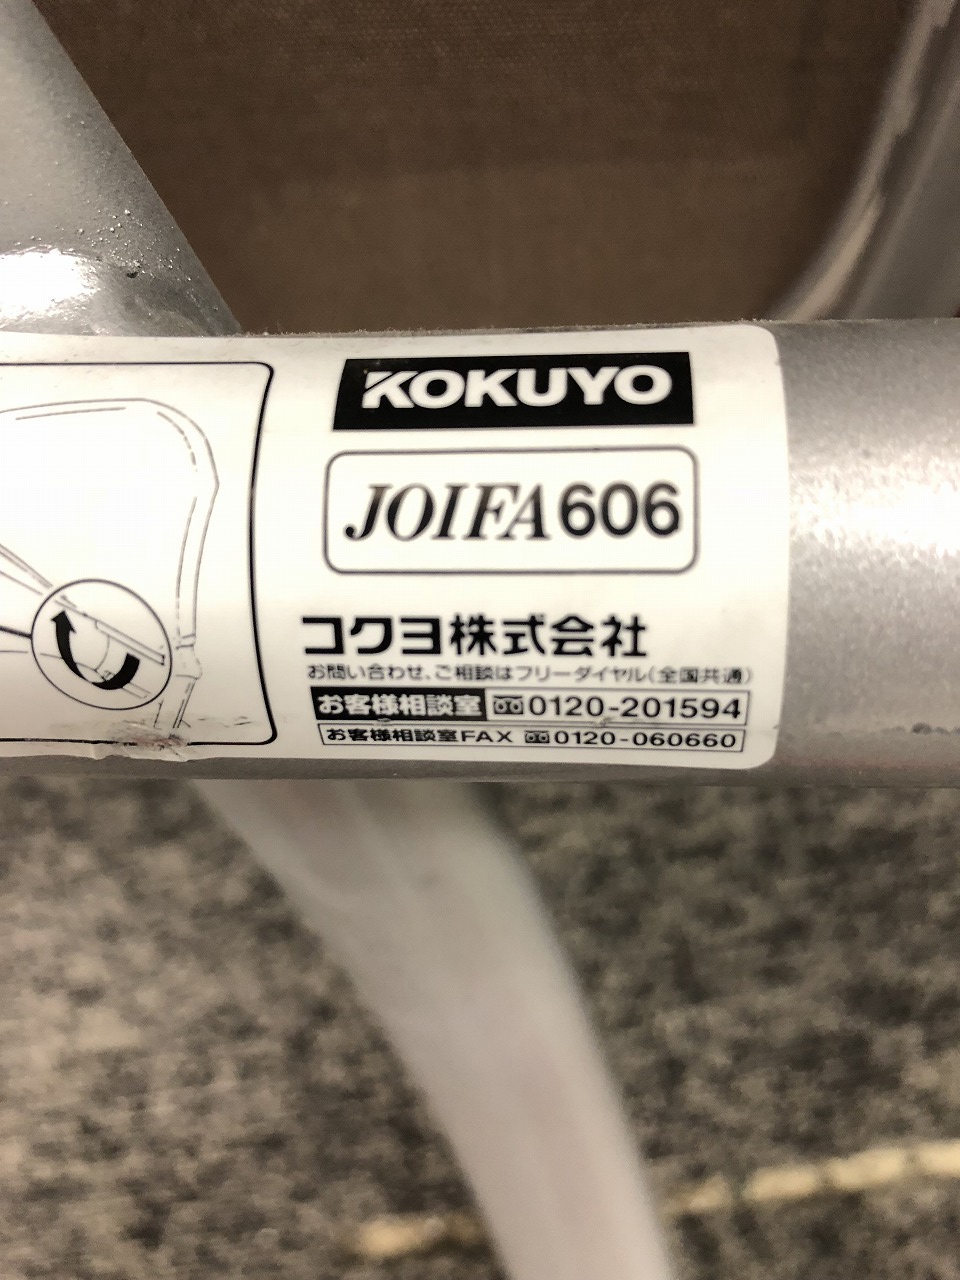 KOKUYO
JOIFA606
コクヨ株式会社
お問い合わせ、ご相談はフリーダイヤル(全国共通)
お客様相談室 0120-201594
お客様相談室FAX 0120-060660